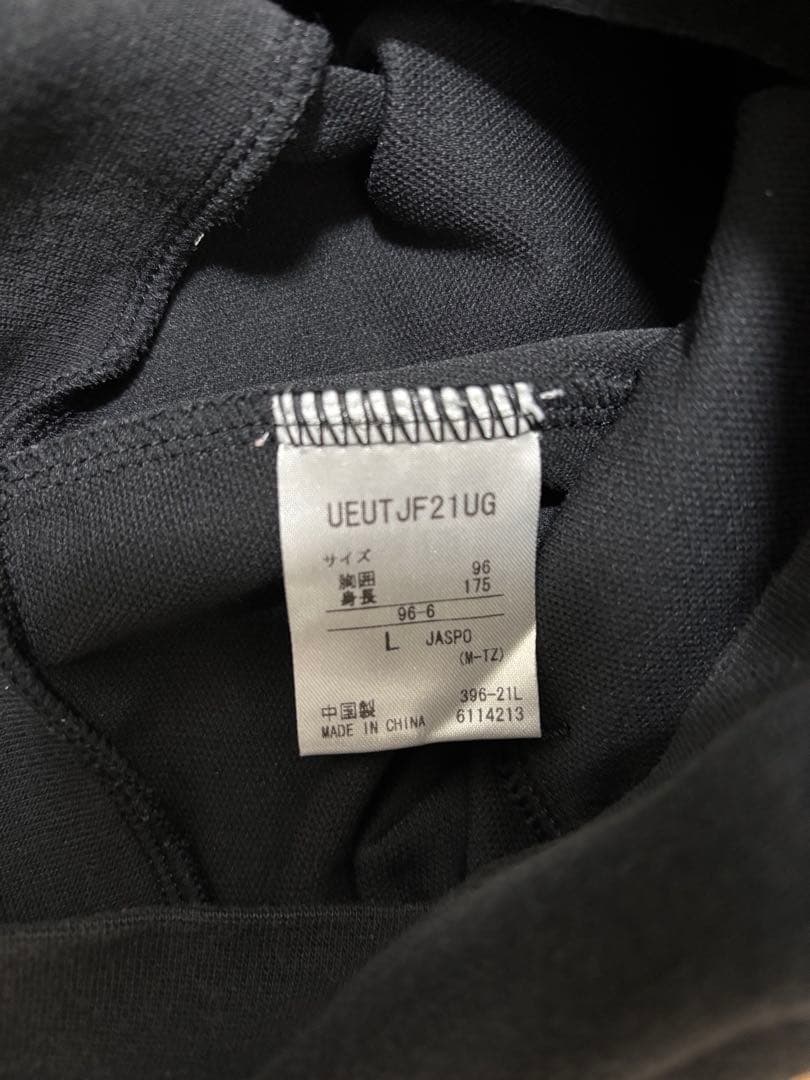 UEUTJF21UG
サイズ
胸囲 96
身長 175
96-6
L JASPO
(M-TZ)
396-21L
中国製
MADE IN CHINA 6114213